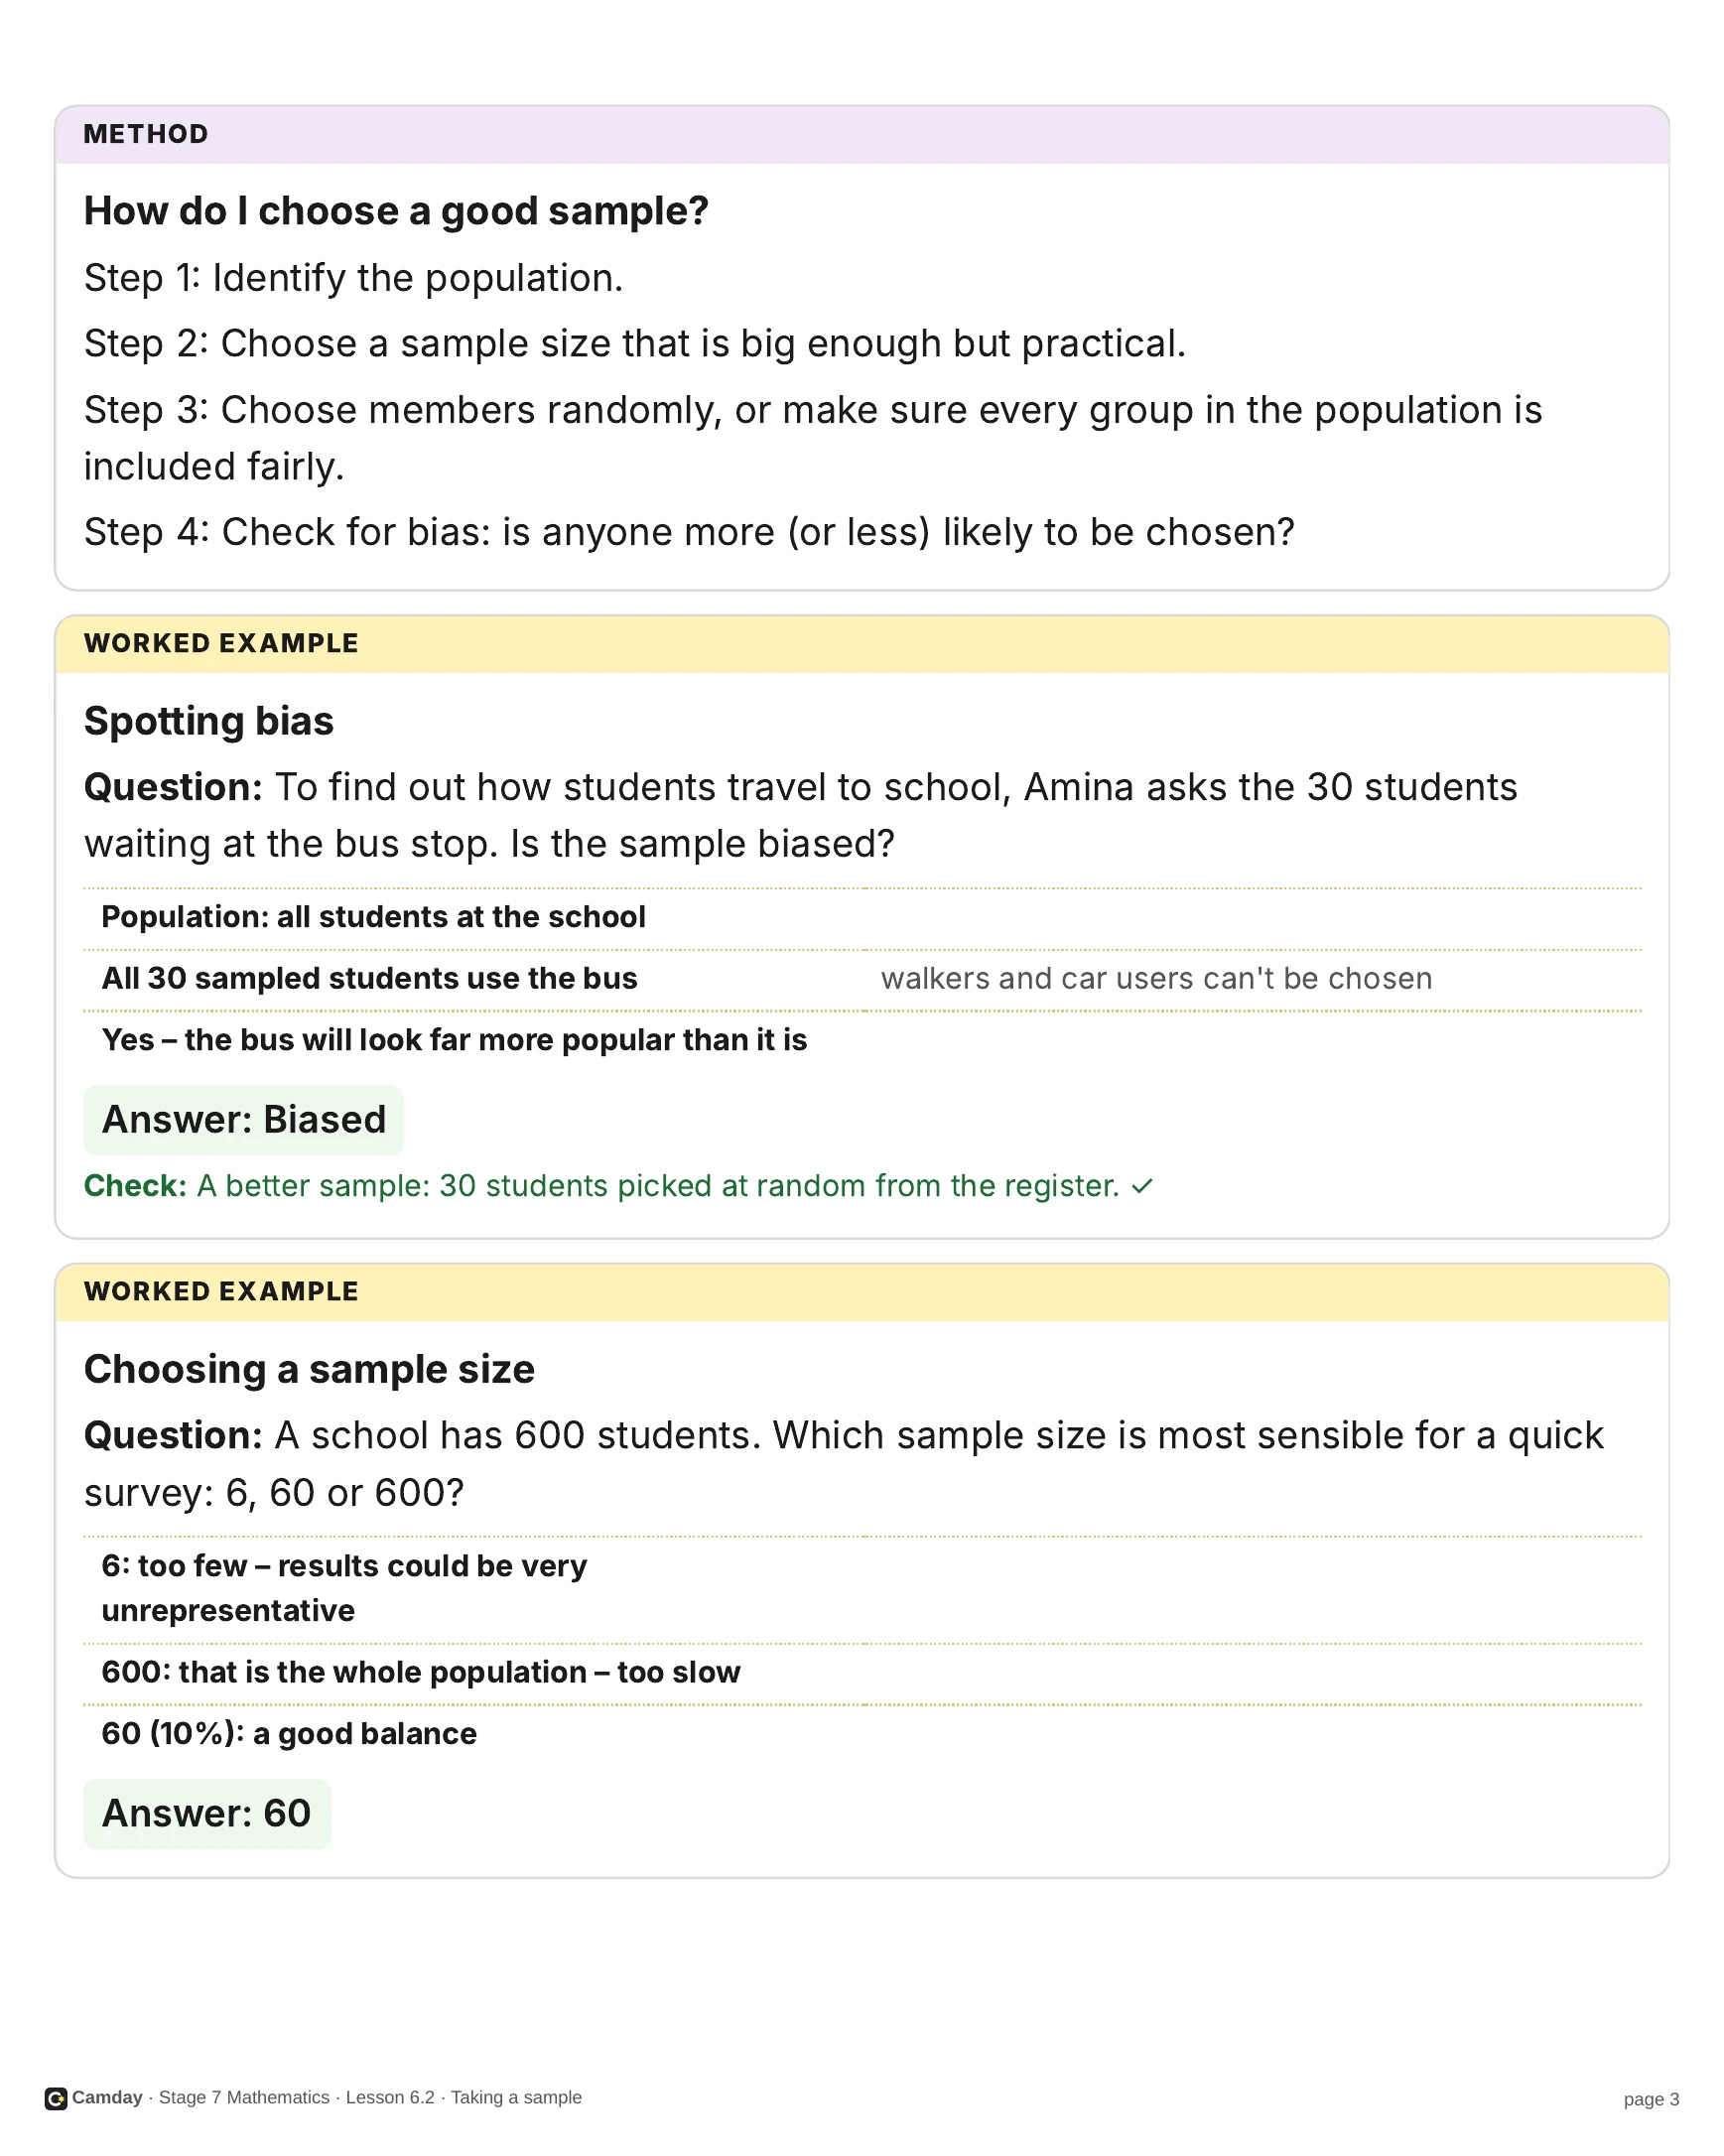 METHOD
How do I choose a good sample?
Step 1: Identify the population.
Step 2: Choose a sample size that is big enough but practical.
Step 3: Choose members randomly, or make sure every group in the population is
included fairly.
Step 4: Check for bias: is anyone more (or less) likely to be chosen?
WORKED EXAMPLE
Spotting bias
Question: To find out how students travel to school, Amina asks the 30 students
waiting at the bus stop. Is the sample biased?
Population: all students at the school
All 30 sampled students use the bus walkers and car users can't be chosen
Yes – the bus will look far more popular than it is
Answer: Biased
Check: A better sample: 30 students picked at random from the register. ✓
WORKED EXAMPLE
Choosing a sample size
Question: A school has 600 students. Which sample size is most sensible for a quick
survey: 6, 60 or 600?
6: too few – results could be very
unrepresentative
600: that is the whole population – too slow
60 (10%): a good balance
Answer: 60
Camday · Stage 7 Mathematics · Lesson 6.2 · Taking a sample page 3